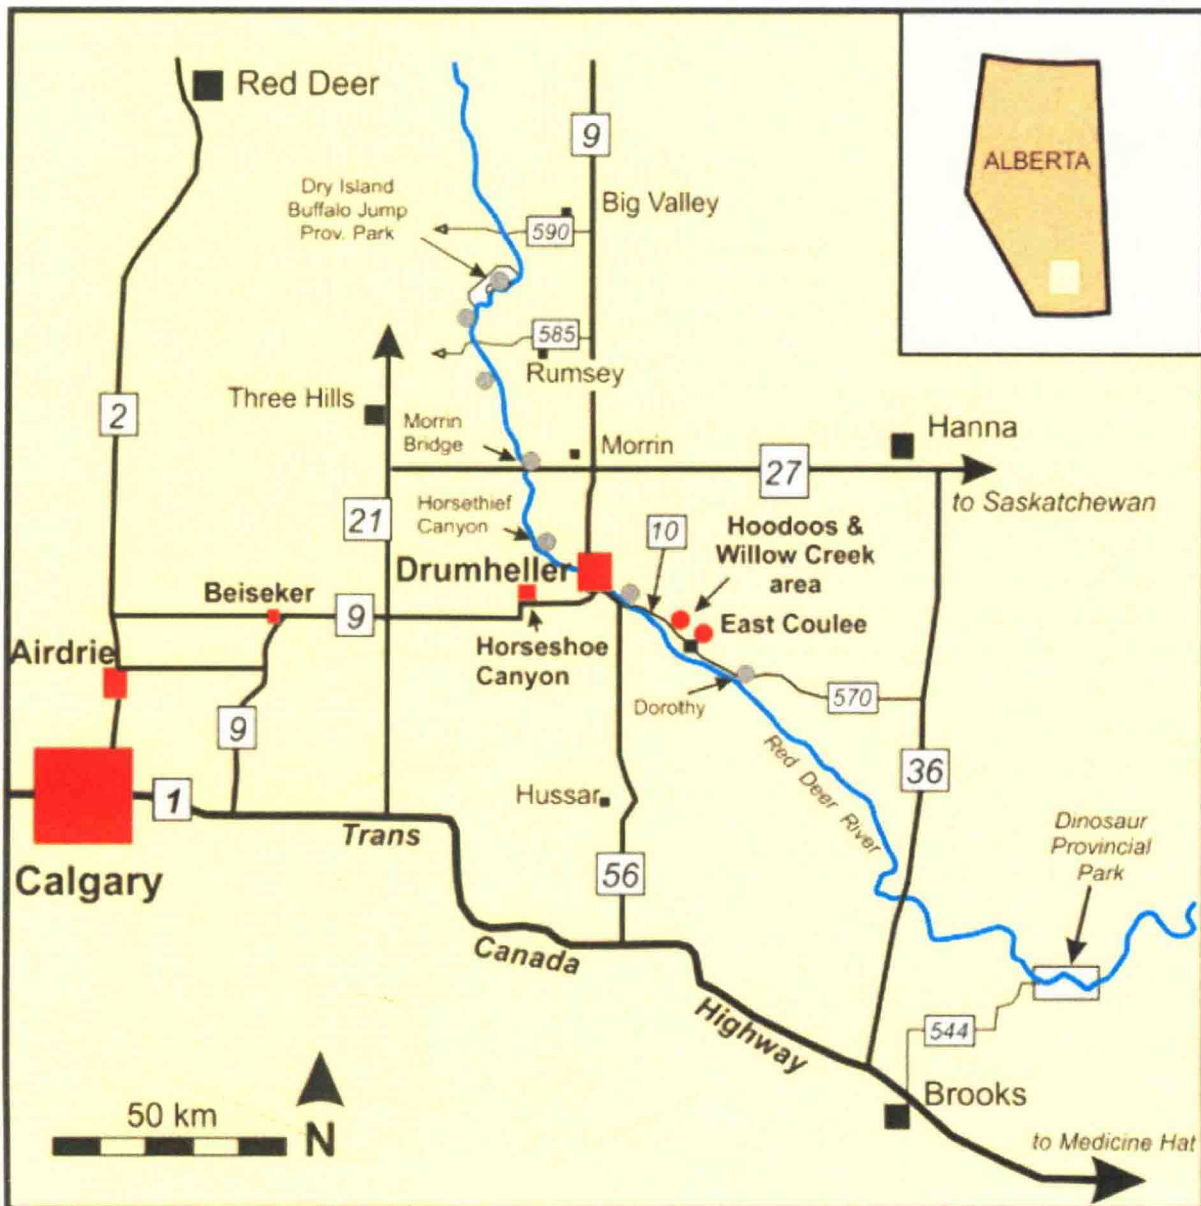 Red Deer
9
ALBERTA
Dry Island
Buffalo Jump
Prov. Park
Big Valley
590
585
Rumsey
2
Three Hills
Morrin
Bridge
Morrin
Hanna
27
to Saskatchewan
21
Horsethief
Canyon
10
Hoodoos &
Willow Creek
area
Drumheller
Beiseker
9
East Coulee
Airdrie
Horseshoe
Canyon
Dorothy
570
9
Red Deer River
36
1
Hussar
Trans
Dinosaur
Provincial
Park
Calgary
56
Canada
Highway
544
Brooks
50 km
N
to Medicine Hat